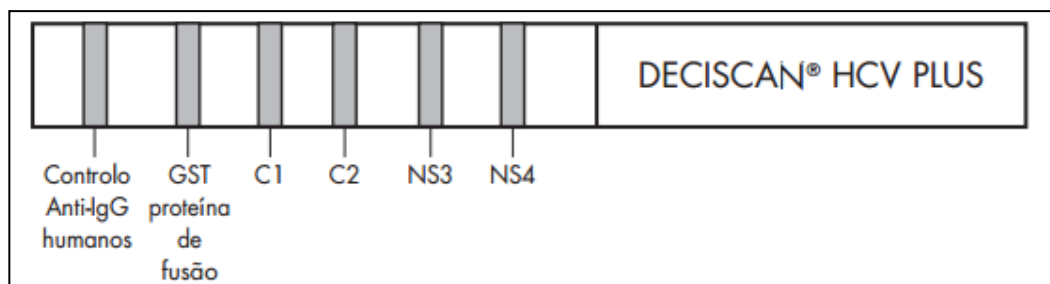 DECISCAN® HCV PLUS
Controlo
Anti-IgG
humanos
GST
proteína
de
fusão
C1
C2
NS3
NS4